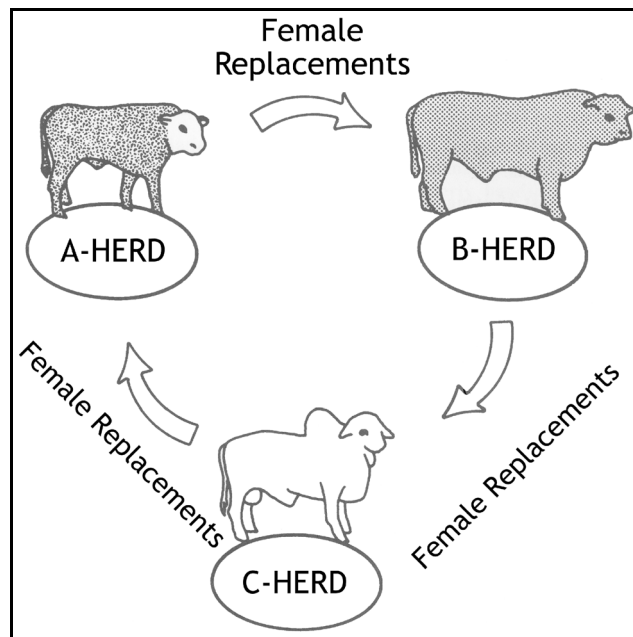 Female
Replacements
A-HERD
B-HERD
Female Replacements
Female Replacements
C-HERD